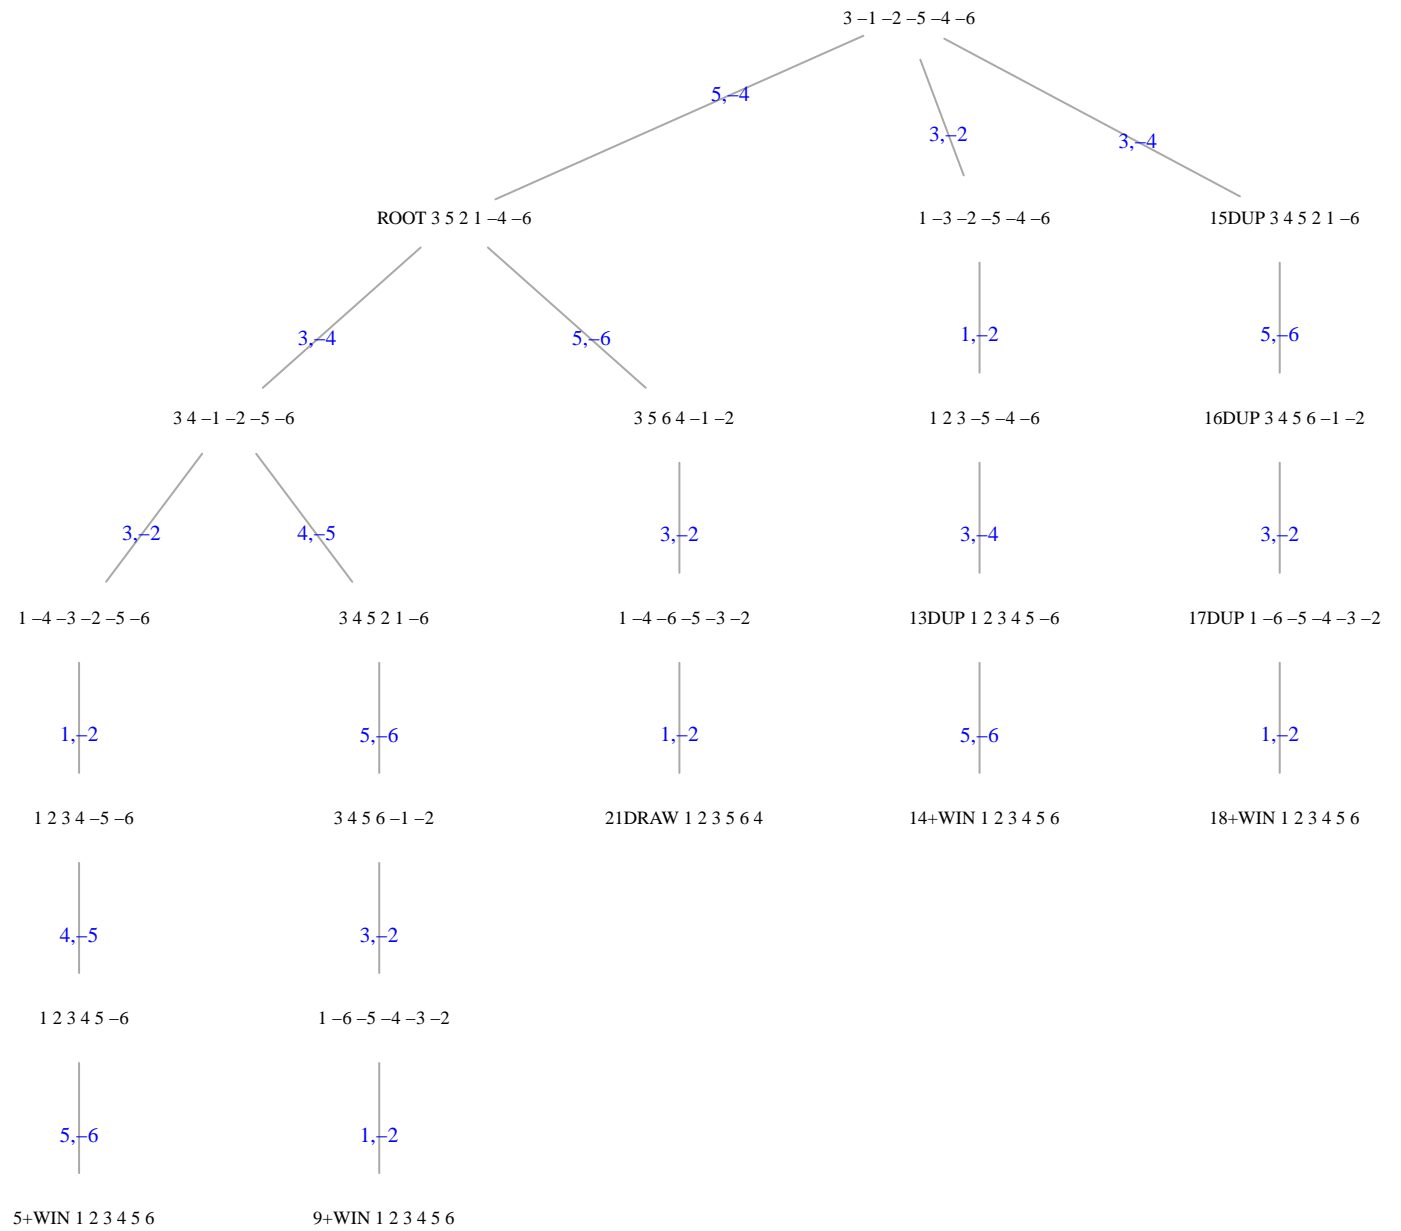 3 –1 –2 –5 –4 –6
5,–4
3,–2
3,–4
ROOT 3 5 2 1 –4 –6
1 –3 –2 –5 –4 –6
15DUP 3 4 5 2 1 –6
3,–4
5,–6
1,–2
5,–6
3 4 –1 –2 –5 –6
3 5 6 4 –1 –2
1 2 3 –5 –4 –6
16DUP 3 4 5 6 –1 –2
3,–2
4,–5
3,–2
3,–4
3,–2
1 –4 –3 –2 –5 –6
3 4 5 2 1 –6
1 –4 –6 –5 –3 –2
13DUP 1 2 3 4 5 –6
17DUP 1 –6 –5 –4 –3 –2
1,–2
5,–6
1,–2
5,–6
1,–2
1 2 3 4 –5 –6
3 4 5 6 –1 –2
21DRAW 1 2 3 5 6 4
14+WIN 1 2 3 4 5 6
18+WIN 1 2 3 4 5 6
4,–5
3,–2
1 2 3 4 5 –6
1 –6 –5 –4 –3 –2
5,–6
1,–2
5+WIN 1 2 3 4 5 6
9+WIN 1 2 3 4 5 6